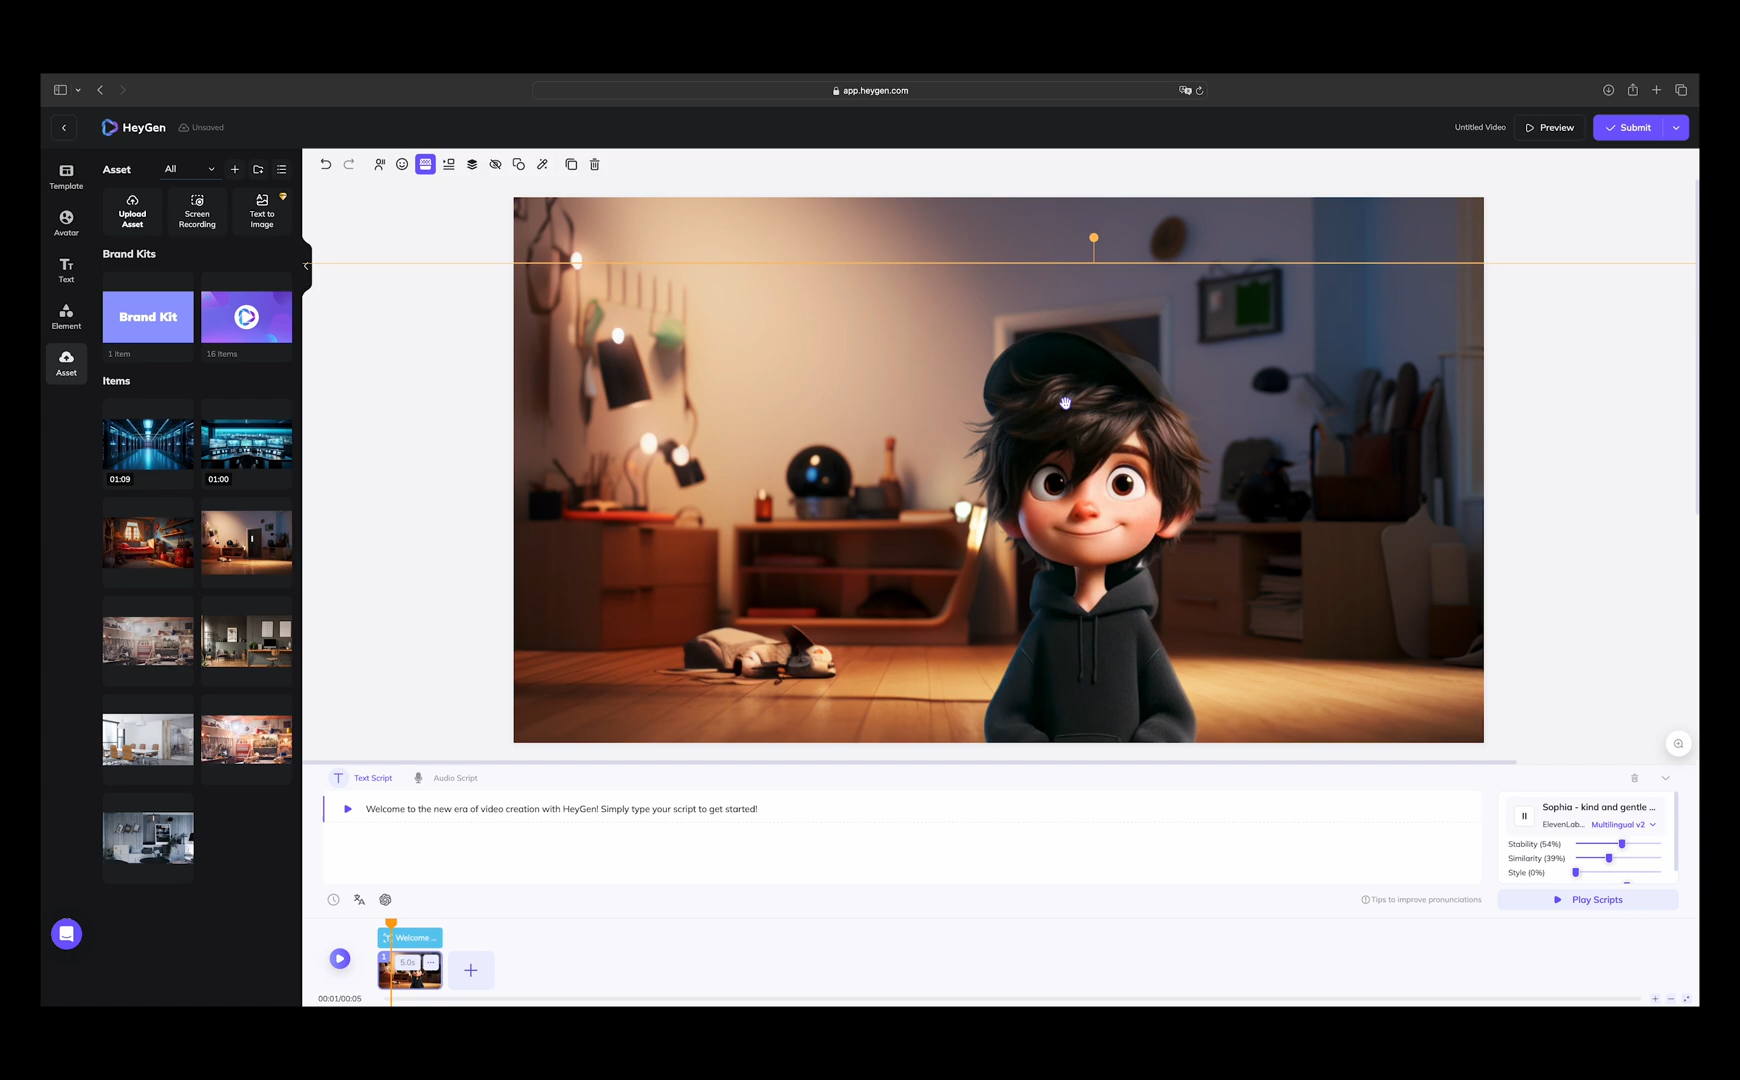 app.heygen.com
HeyGen
Unsaved
Untitled Video
Preview
Submit
Template
Avatar
Text
Element
Asset
Asset
All
Upload
Asset
Screen
Recording
Text to
Image
Brand Kits
Brand Kit
1 Item
16 Items
Items
01:09
01:00
Text Script
Audio Script
Welcome to the new era of video creation with HeyGen! Simply type your script to get started!
Sophia - kind and gentle ...
ElevenLab...
Multilingual v2
Stability (54%)
Similarity (39%)
Style (0%)
Tips to improve pronunciations
Play Scripts
Welcome ...
1
5.0s
00:01/00:05